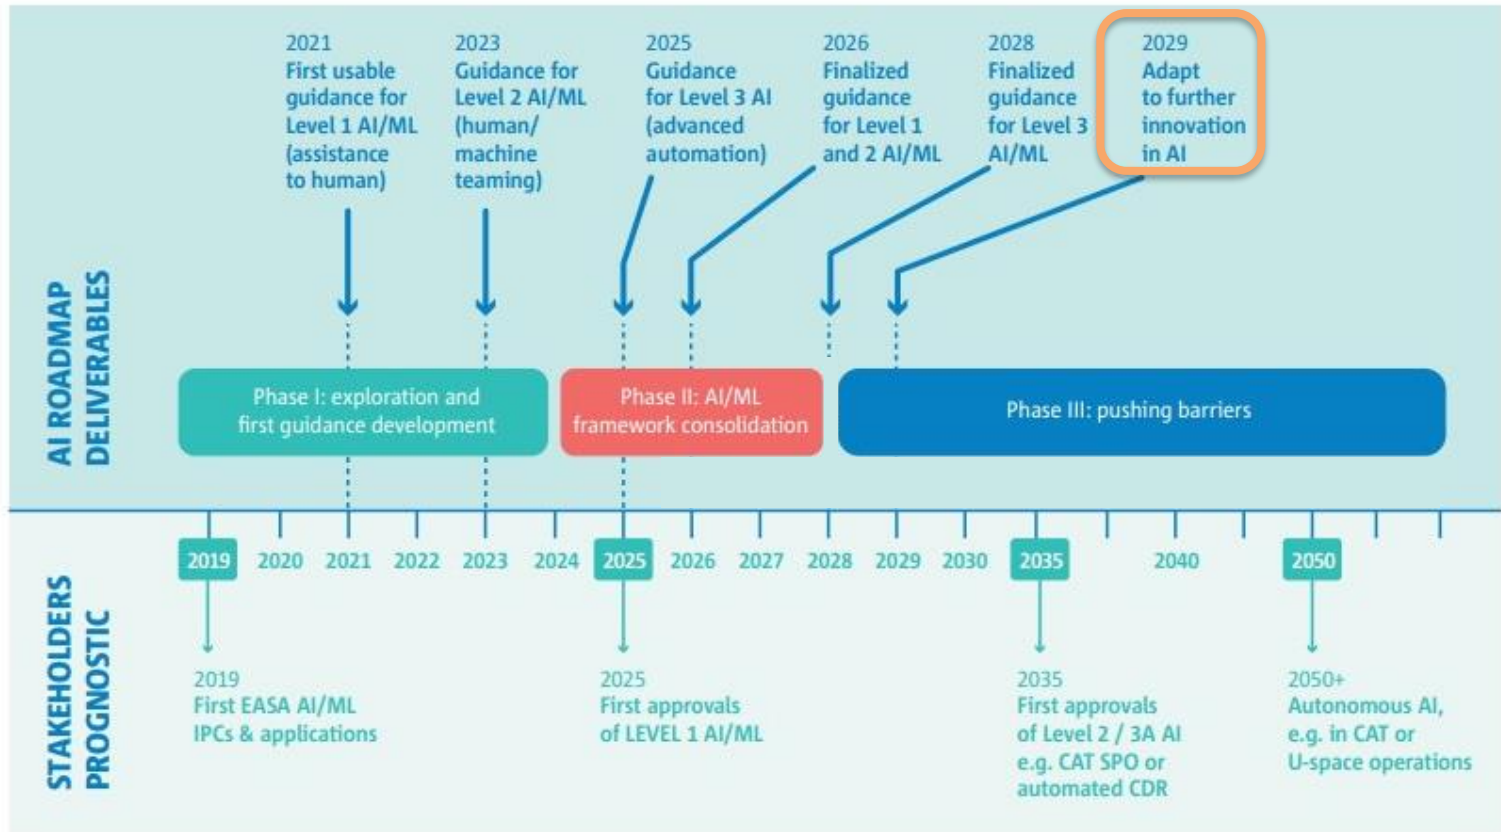 2021
First usable
guidance for
Level 1 AI/ML
(assistance
to human)
2023
Guidance for
Level 2 AI/ML
(human/
machine
teaming)
2025
Guidance
for Level 3 AI
(advanced
automation)
2026
Finalized
guidance
for Level 1
and 2 AI/ML
2028
Finalized
guidance
for Level 3
AI/ML
2029
Adapt
to further
innovation
in AI
AI ROADMAP
DELIVERABLES
Phase I: exploration and
first guidance development
Phase II: AI/ML
framework consolidation
Phase III: pushing barriers
2019 2020 2021 2022 2023 2024 2025 2026 2027 2028 2029 2030 2035 2040 2050
STAKEHOLDERS
PROGNOSTIC
2019
First EASA AI/ML
IPCs & applications
2025
First approvals
of LEVEL 1 AI/ML
2035
First approvals
of Level 2 / 3A AI
e.g. CAT SPO or
automated CDR
2050+
Autonomous AI,
e.g. in CAT or
U-space operations